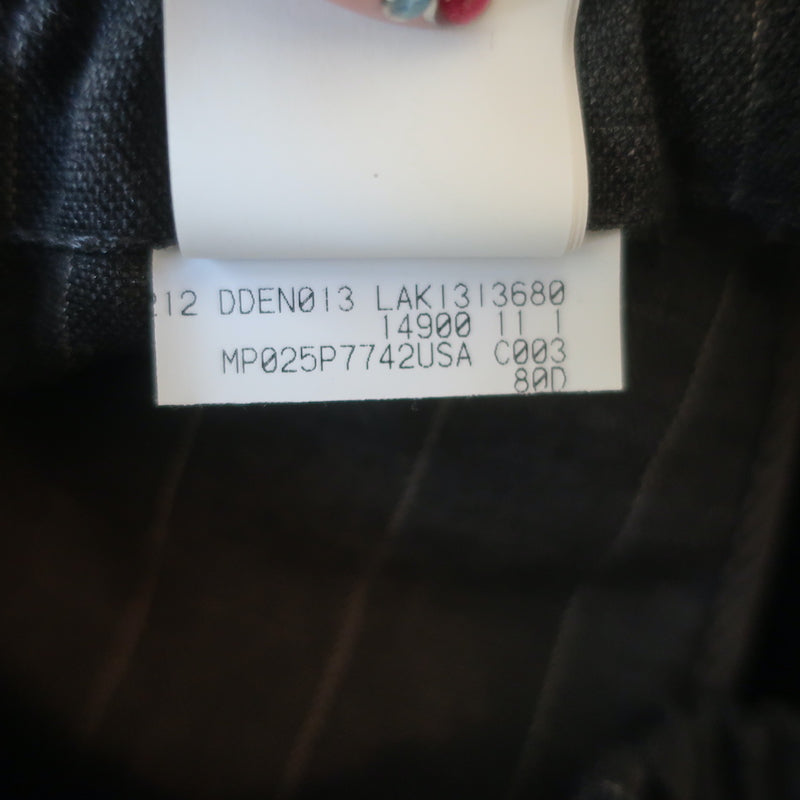 212 DDEN013 LAK1313680
14900 11 1
MP025P7742USA C003
80D